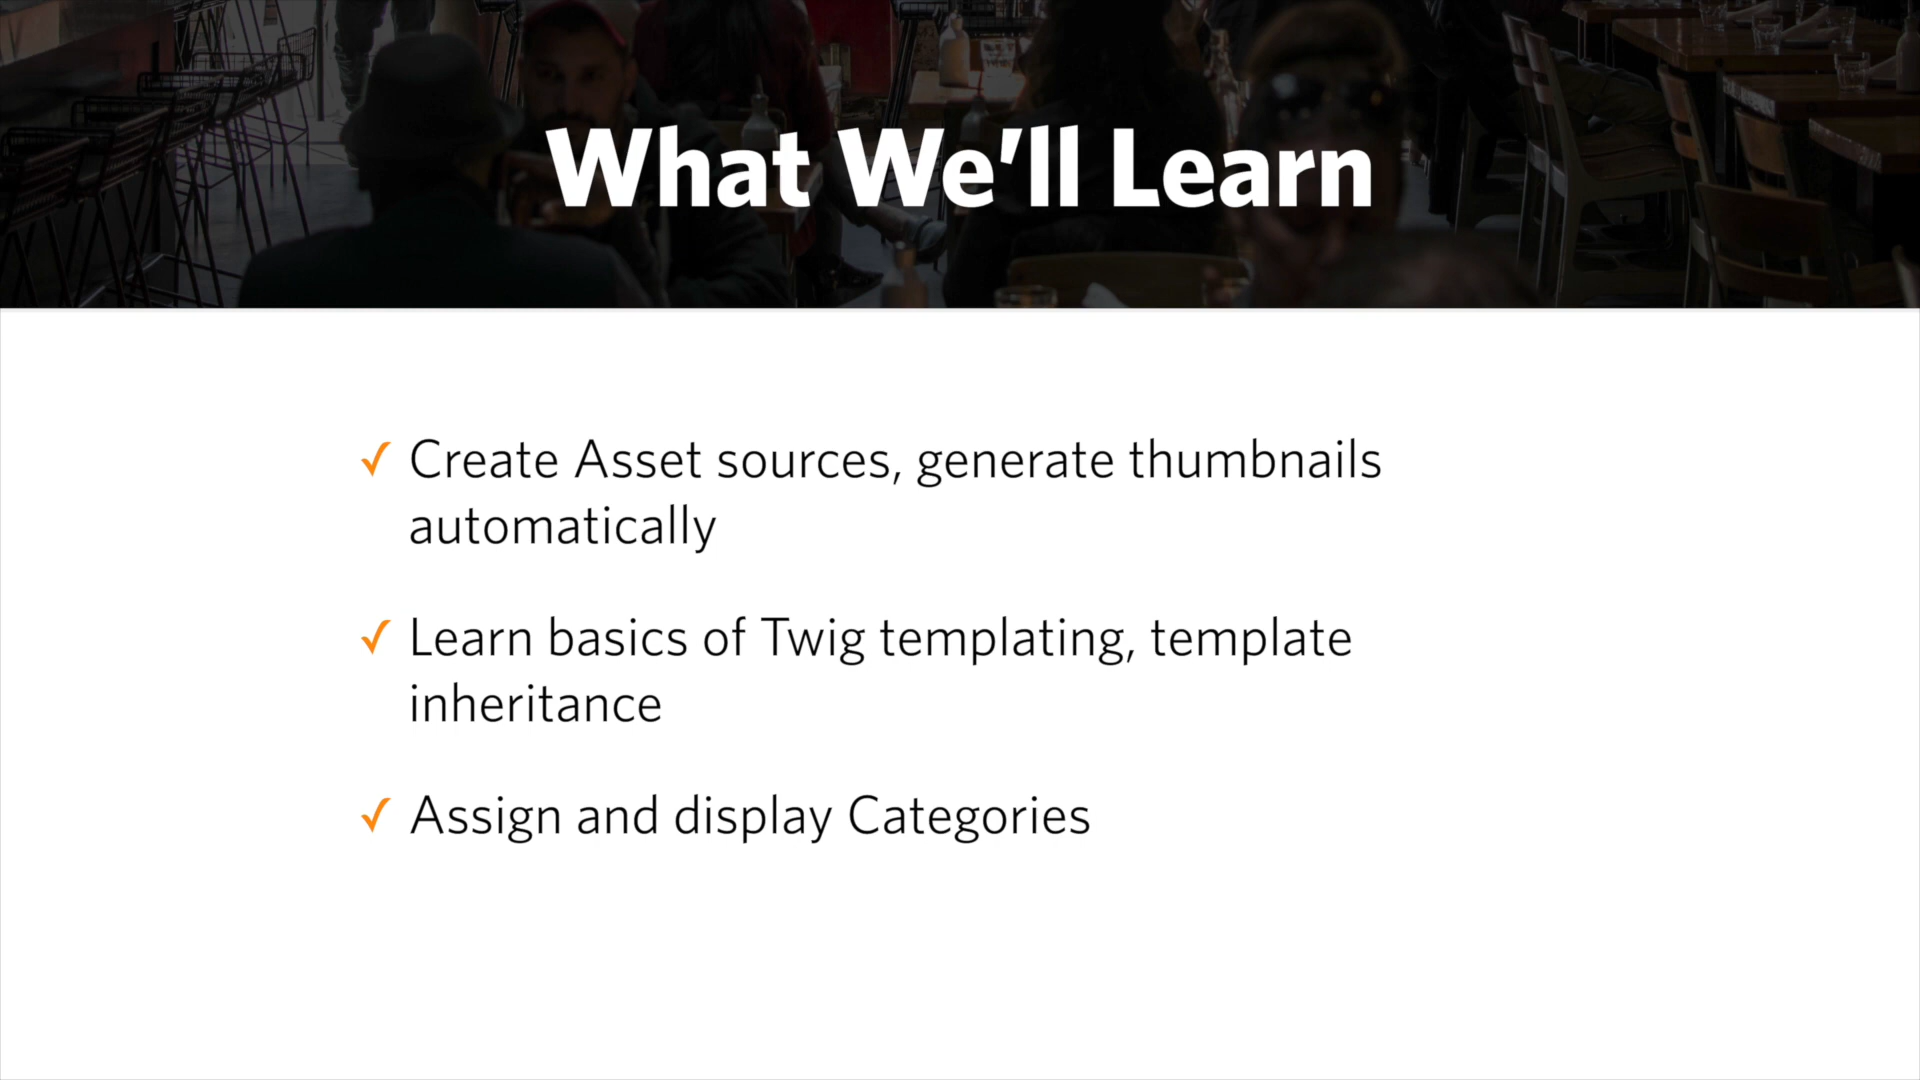 What We’ll Learn
✓ Create Asset sources, generate thumbnails
automatically
✓ Learn basics of Twig templating, template
inheritance
✓ Assign and display Categories